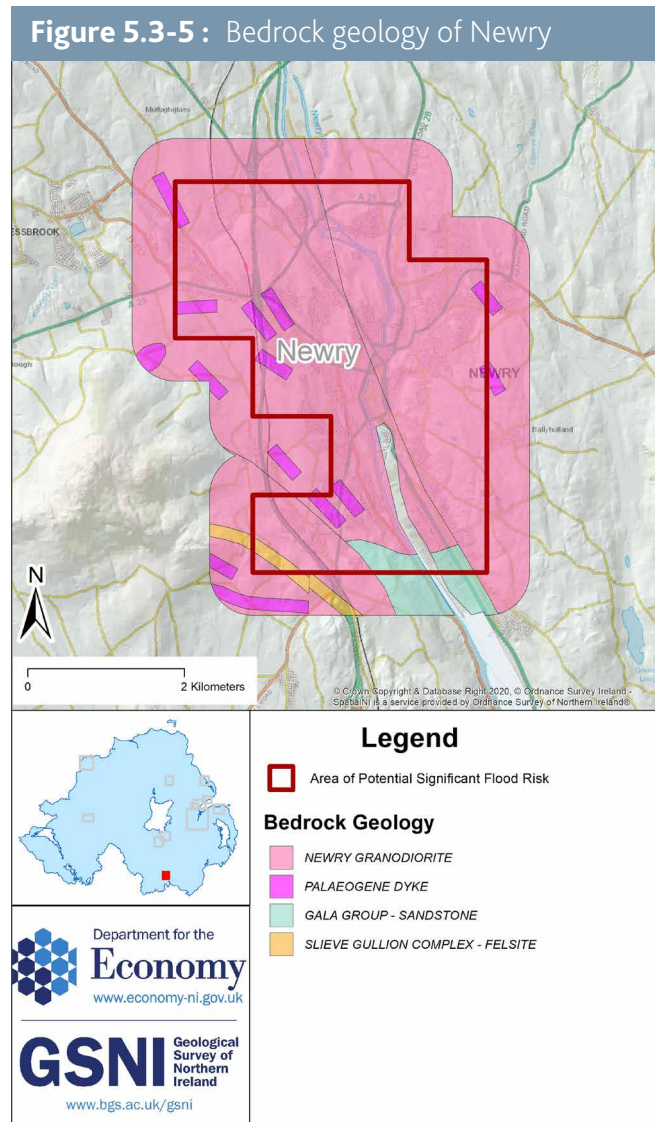 Figure 5.3-5 : Bedrock geology of Newry
Mullaghglass
ESSBROOK
A 28
A 25
Newry
NEWRY
Ballyholland
N
0 2 Kilometers
© Crown Copyright & Database Right 2020, © Ordnance Survey Ireland -
SpatialNI is a service provided by Ordnance Survey of Northern Ireland®
Legend
Area of Potential Significant Flood Risk
Bedrock Geology
NEWRY GRANODIORITE
PALAEOGENE DYKE
GALA GROUP - SANDSTONE
SLIEVE GULLION COMPLEX - FELSITE
Department for the
Economy
www.economy-ni.gov.uk
GSNI
Geological
Survey of
Northern
Ireland
www.bgs.ac.uk/gsni